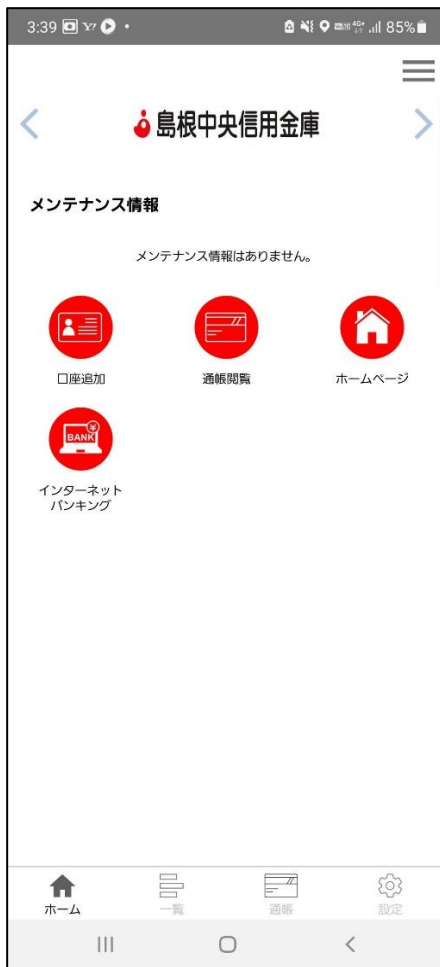 3:39 85%
島根中央信用金庫
メンテナンス情報
メンテナンス情報はありません。
口座追加 通帳閲覧 ホームページ
BANK ¥
インターネット
バンキング
ホーム 一覧 通帳 設定